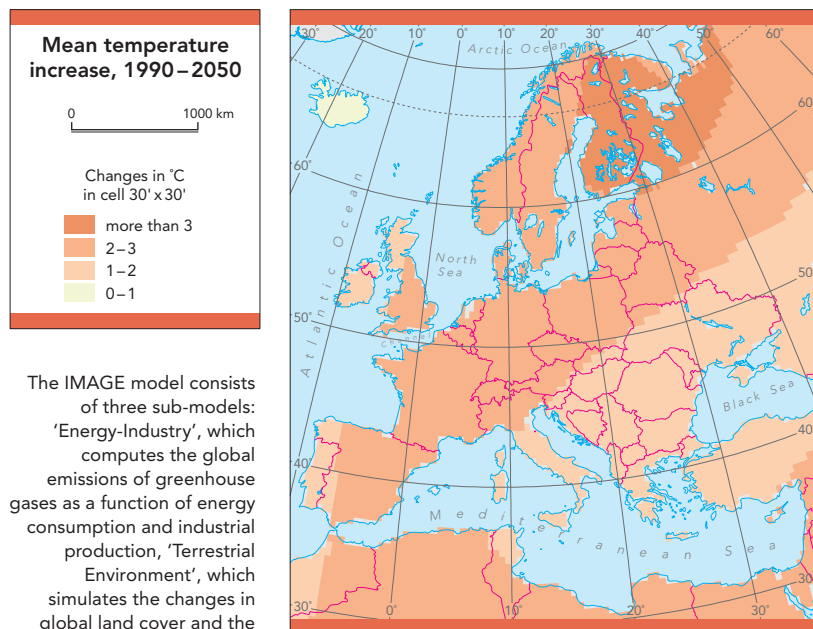 Mean temperature
increase, 1990–2050
0 1000 km
Changes in °C
in cell 30' x 30'
more than 3
2–3
1–2
0–1
The IMAGE model consists
of three sub-models:
'Energy-Industry', which
computes the global
emissions of greenhouse
gases as a function of energy
consumption and industrial
production, 'Terrestrial
Environment', which
simulates the changes in
global land cover and the
30° 20° 10° 0° 10° 20° 30° 40° 50° 60°
Arctic Ocean
60°
60°
Atlantic Ocean
North
Sea
50°
50°
Channel
Black Sea
40°
40°
Mediterranean Sea
30°
30°
0° 10° 20° 30°